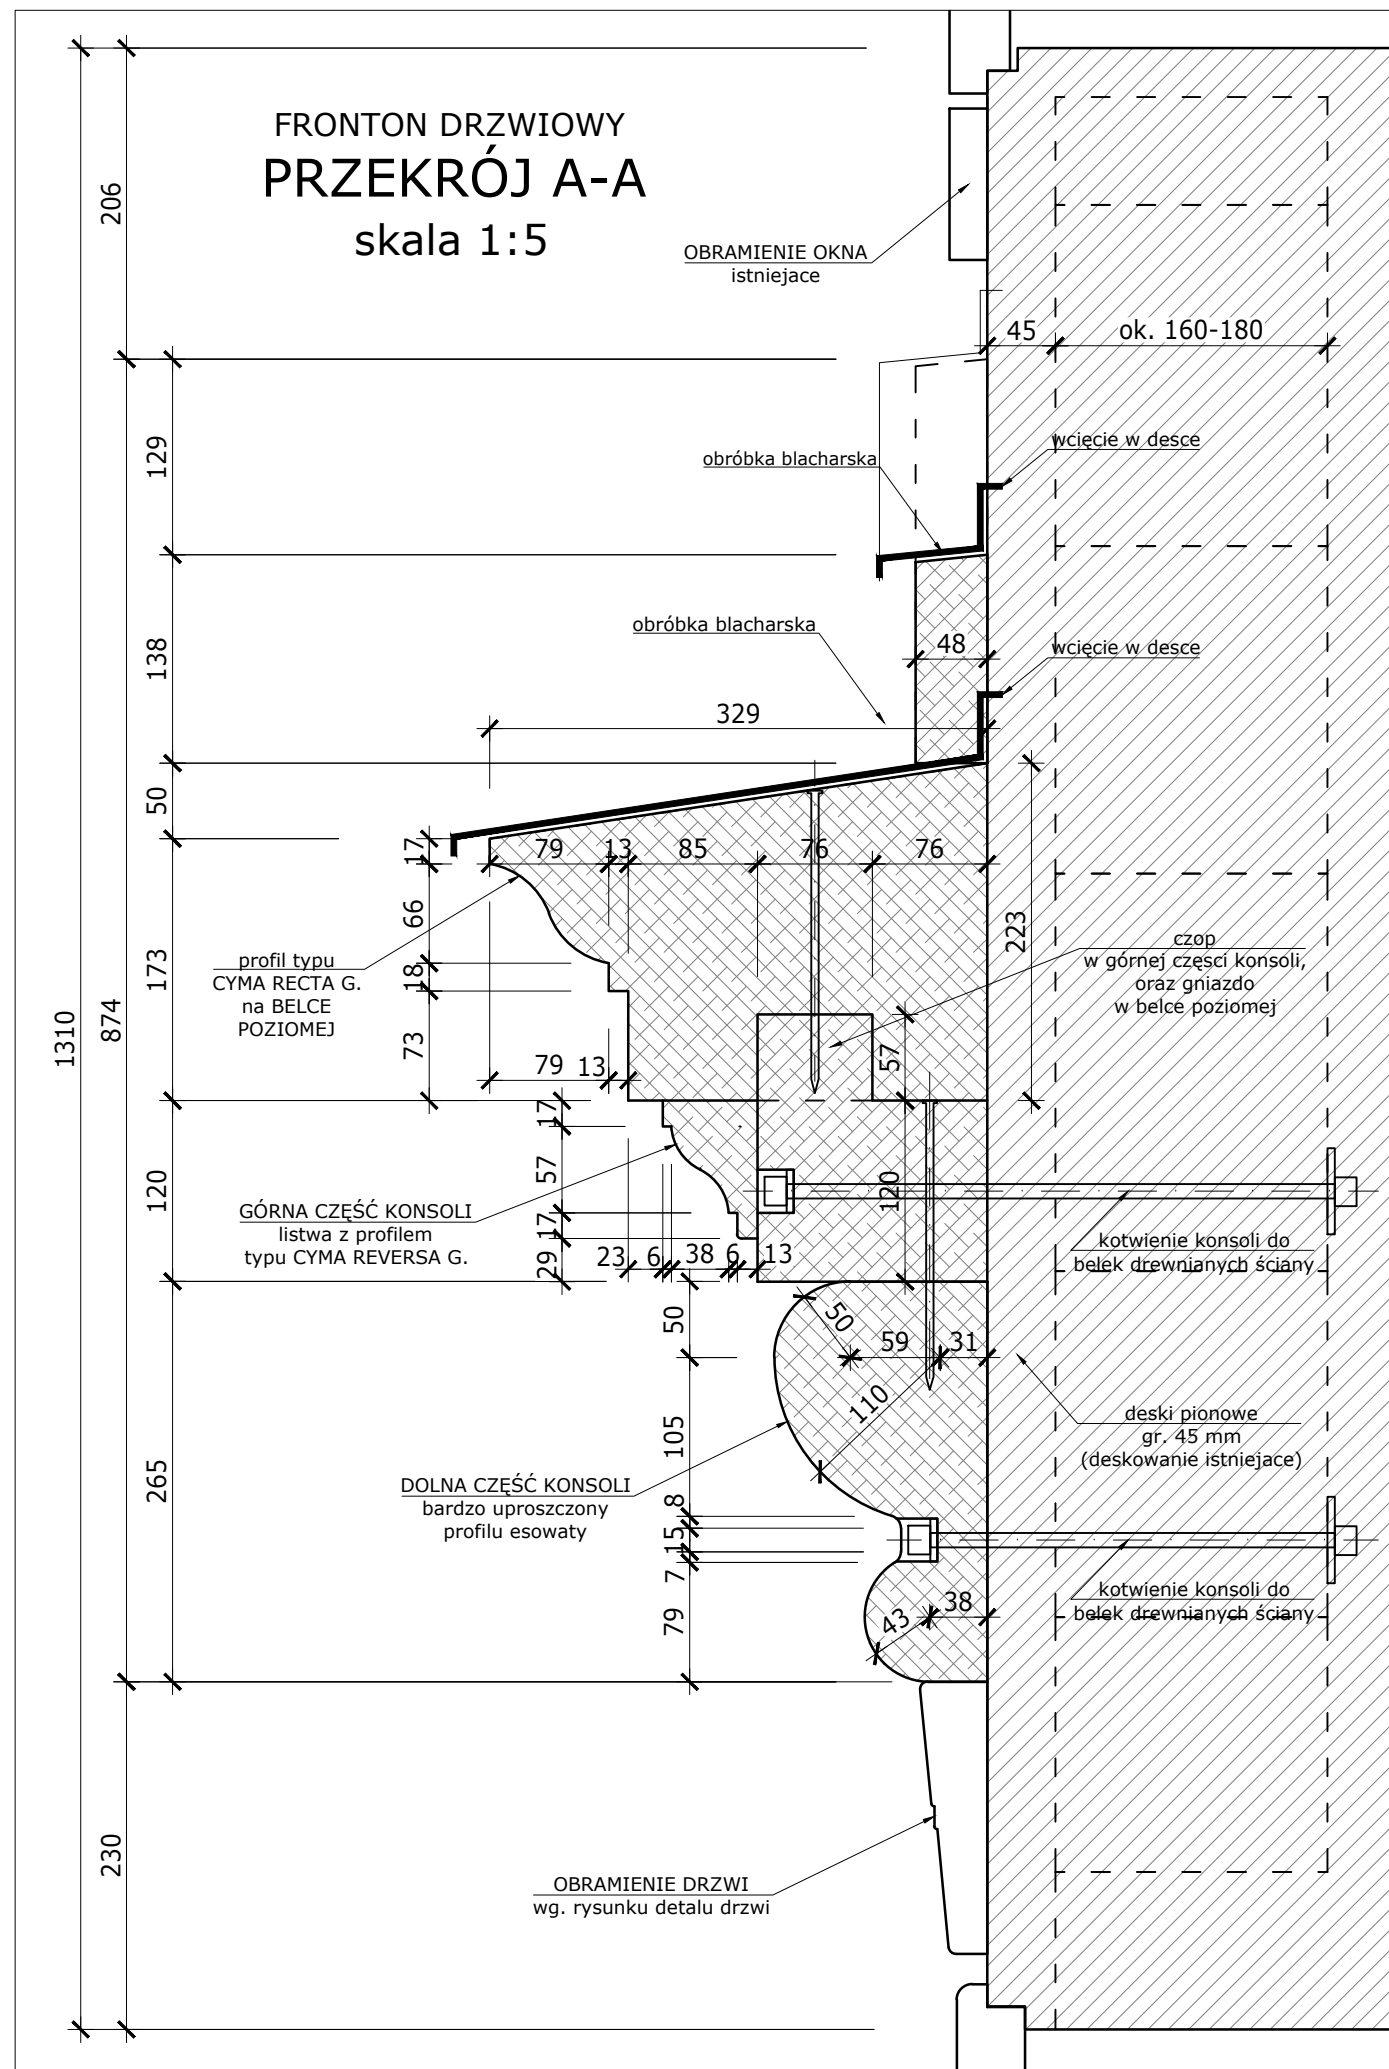 FRONTON DRZWIOWY
PRZEKRÓJ A-A
skala 1:5
206
OBRAMIENIE OKNA
istniejace
45
ok. 160-180
129
obróbka blacharska
wcięcie w desce
138
obróbka blacharska
48
wcięcie w desce
329
50
17
79
13
85
76
76
66
173
18
223
profil typu
CYMA RECTA G.
na BELCE
POZIOMEJ
czop
w górnej częsci konsoli,
oraz gniazdo
w belce poziomej
1310
874
73
79
13
57
17
57
120
120
GÓRNA CZĘŚĆ KONSOLI
listwa z profilem
typu CYMA REVERSA G.
17
29
23
6
38
6
13
kotwienie konsoli do
belek drewnianych ściany
50
50
59
31
110
105
deski pionowe
gr. 45 mm
(deskowanie istniejace)
265
DOLNA CZĘŚĆ KONSOLI
bardzo uproszczony
profilu esowaty
8
15
7
79
43
38
kotwienie konsoli do
belek drewnianych ściany
230
OBRAMIENIE DRZWI
wg. rysunku detalu drzwi